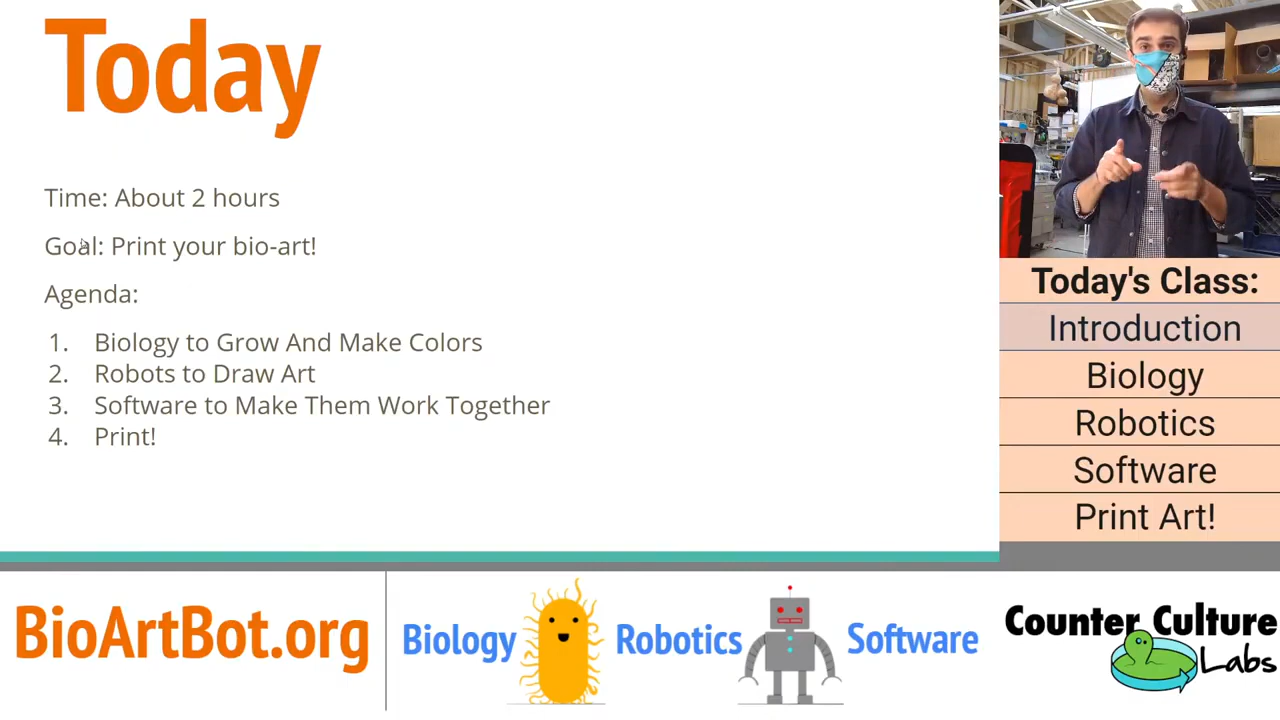 Today
Time: About 2 hours
Goal: Print your bio-art!
Agenda:
1. Biology to Grow And Make Colors
2. Robots to Draw Art
3. Software to Make Them Work Together
4. Print!
Today's Class:
Introduction
Biology
Robotics
Software
Print Art!
BioArtBot.org
Biology
Robotics
Software
Counter Culture
Labs